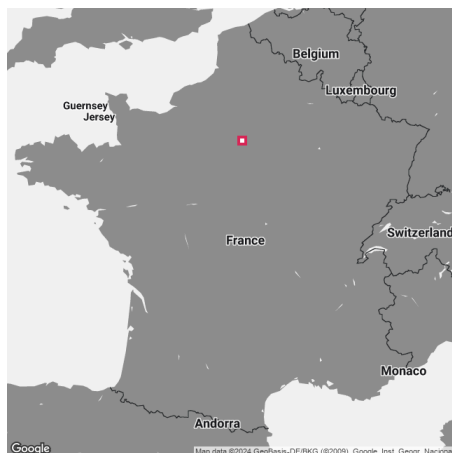 Belgium
Luxembourg
Guernsey
Jersey
Switzerland
France
Monaco
Andorra
Google
Map data ©2024 GeoBasis-DE/BKG (©2009), Google, Inst. Geogr. Nacional